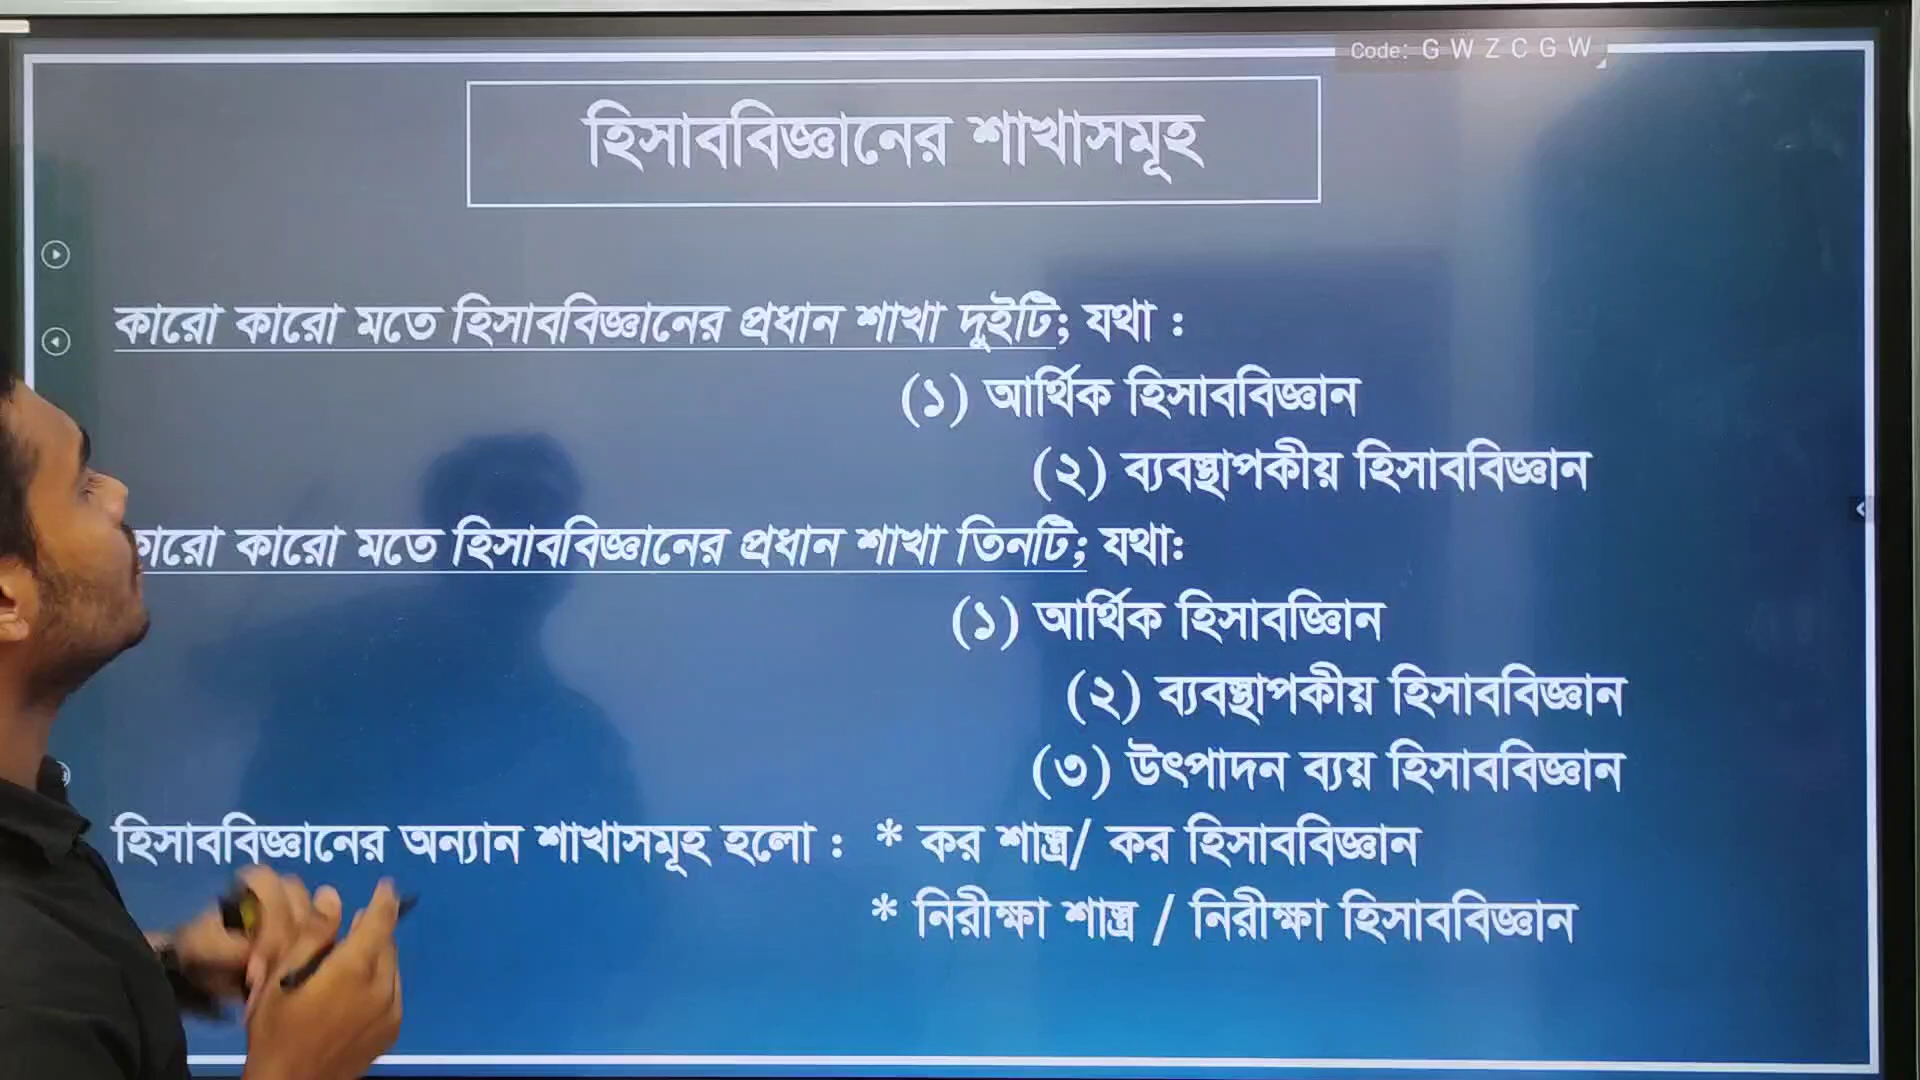 Code: G W Z C G W
হিসাববিজ্ঞানের শাখাসমূহ
কারো কারো মতে হিসাববিজ্ঞানের প্রধান শাখা দুইটি; যথা :
(১) আর্থিক হিসাববিজ্ঞান
(২) ব্যবস্থাপকীয় হিসাববিজ্ঞান
কারো কারো মতে হিসাববিজ্ঞানের প্রধান শাখা তিনটি; যথা:
(১) আর্থিক হিসাবজ্ঞিান
(২) ব্যবস্থাপকীয় হিসাববিজ্ঞান
(৩) উৎপাদন ব্যয় হিসাববিজ্ঞান
হিসাববিজ্ঞানের অন্যান শাখাসমূহ হলো : * কর শাস্ত্র/ কর হিসাববিজ্ঞান
* নিরীক্ষা শাস্ত্র / নিরীক্ষা হিসাববিজ্ঞান